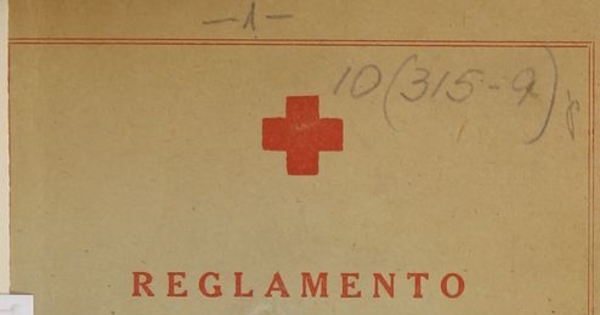 —1—
10(315-9)
REGLAMENTO